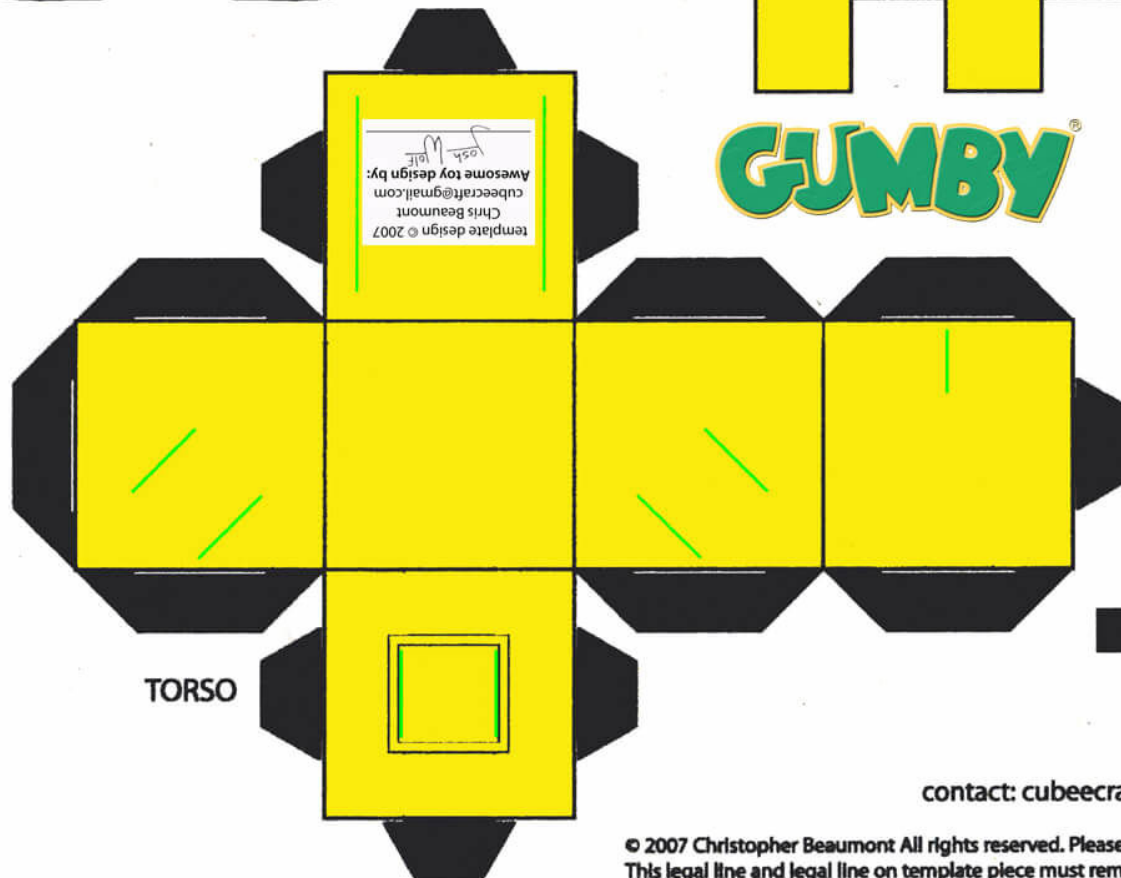 GUMBY®
template design © 2007
Chris Beaumont
cubeecraft@gmail.com
Awesome toy design by:
Josh Wolf
TORSO
contact: cubeecra
© 2007 Christopher Beaumont All rights reserved. Please
This legal line and legal line on template piece must rem